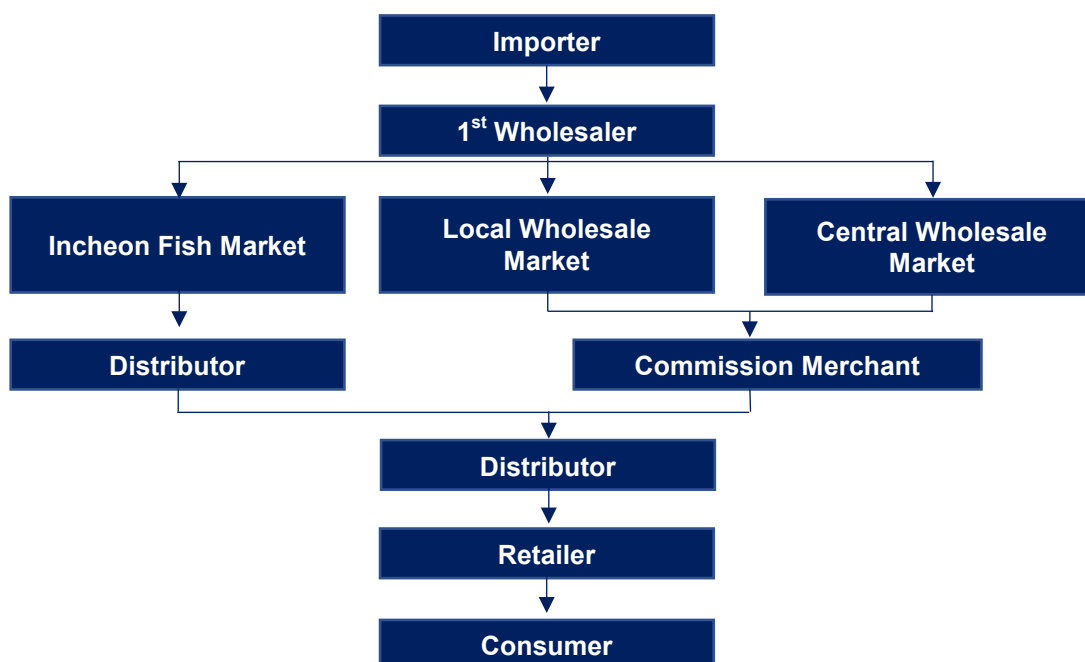 Importer
1st Wholesaler
Incheon Fish Market
Local Wholesale
Market
Central Wholesale
Market
Distributor
Commission Merchant
Distributor
Retailer
Consumer